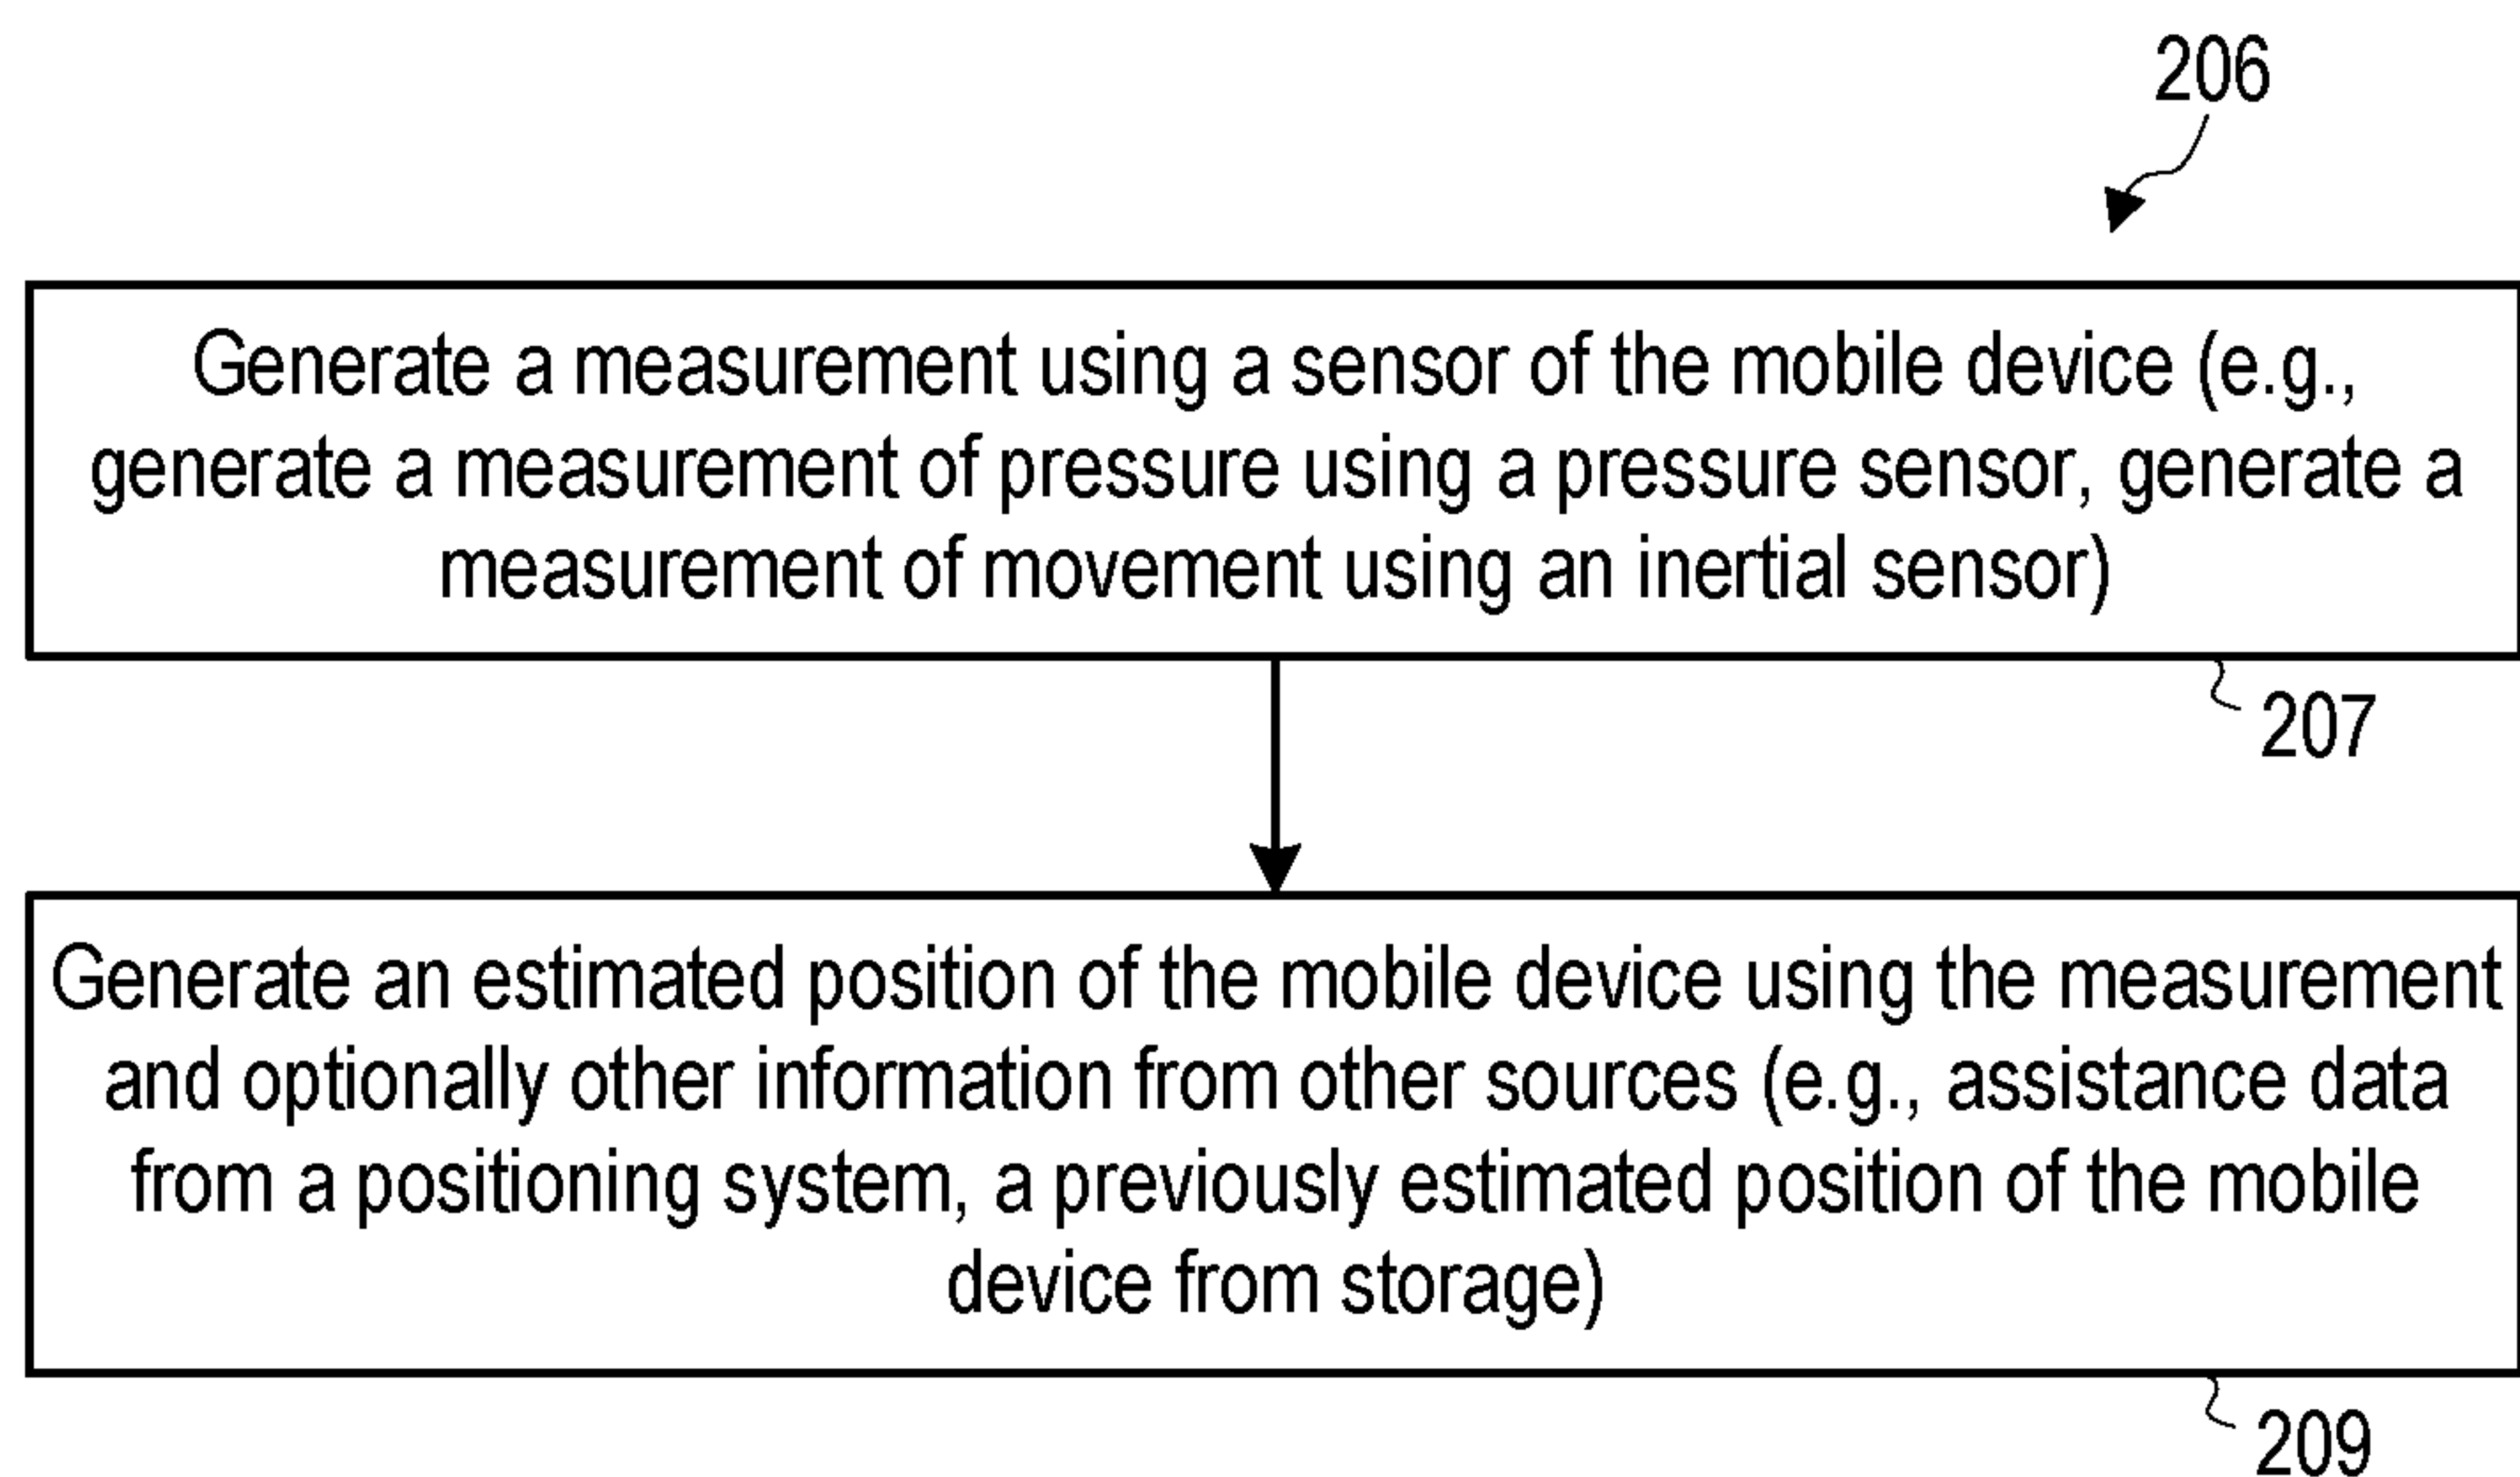 206
Generate a measurement using a sensor of the mobile device (e.g.,
generate a measurement of pressure using a pressure sensor, generate a
measurement of movement using an inertial sensor)
207
Generate an estimated position of the mobile device using the measurement
and optionally other information from other sources (e.g., assistance data
from a positioning system, a previously estimated position of the mobile
device from storage)
209